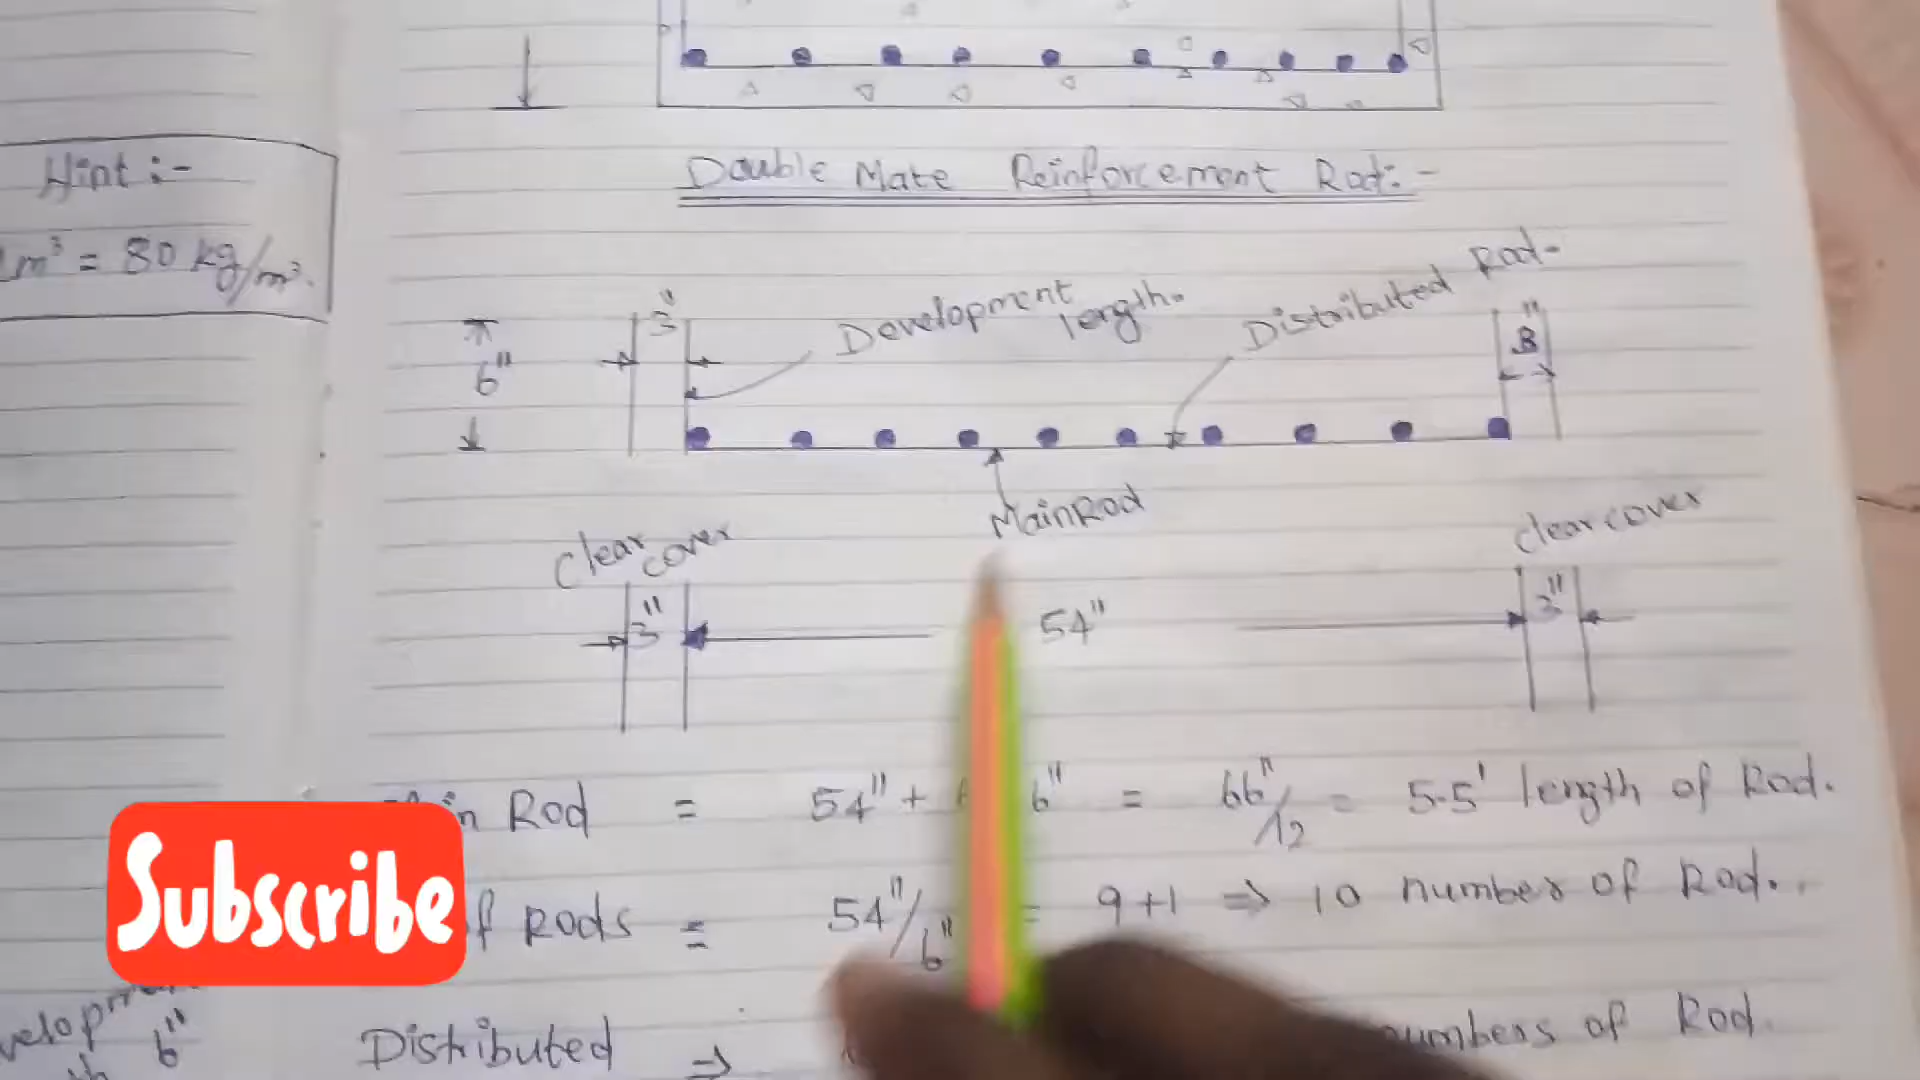 Hint :-
m³ = 80 kg/m³.
Double Mate Reinforcement Rod:-
3"
Development length.
Distributed Rod-
3"
6"
Main Rod
Clear cover
clear cover
3"
54"
3"
Rod = 54" + 6" = 66"/12 = 5.5' length of Rod.
of Rods = 54"/6" = 9+1 ⇒ 10 number of Rod.
6"
Distributed ⇒ numbers of Rod.
Subscribe